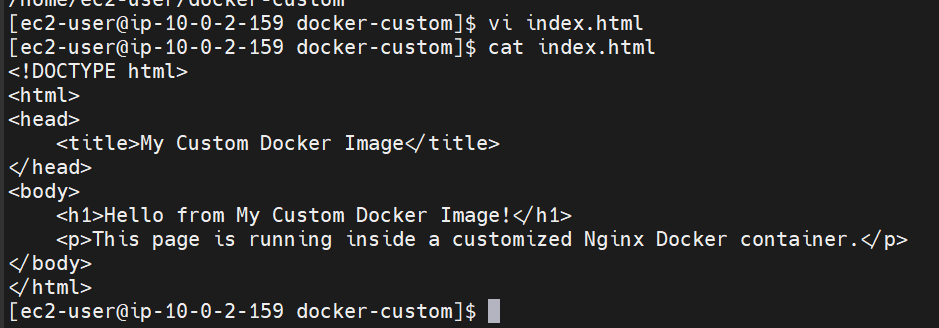 /home/ec2-user/docker-custom
[ec2-user@ip-10-0-2-159 docker-custom]$ vi index.html
[ec2-user@ip-10-0-2-159 docker-custom]$ cat index.html
<!DOCTYPE html>
<html>
<head>
    <title>My Custom Docker Image</title>
</head>
<body>
    <h1>Hello from My Custom Docker Image!</h1>
    <p>This page is running inside a customized Nginx Docker container.</p>
</body>
</html>
[ec2-user@ip-10-0-2-159 docker-custom]$